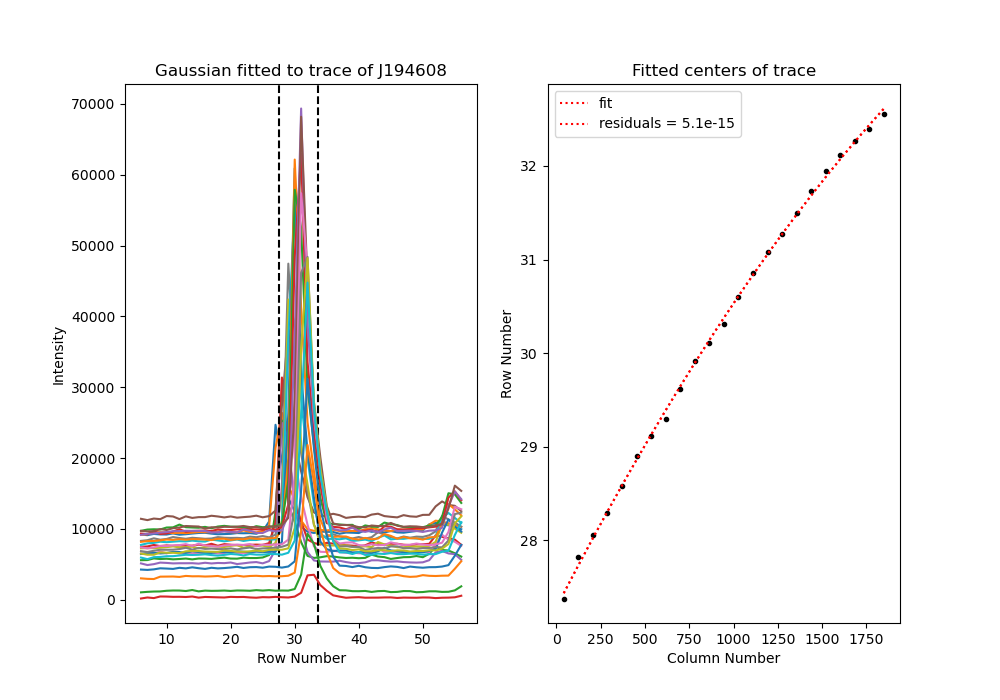 Gaussian fitted to trace of J194608
70000
60000
50000
40000
30000
20000
10000
0
Intensity
10 20 30 40 50
Row Number
Fitted centers of trace
fit
residuals = 5.1e-15
32
31
30
29
28
Row Number
0 250 500 750 1000 1250 1500 1750
Column Number